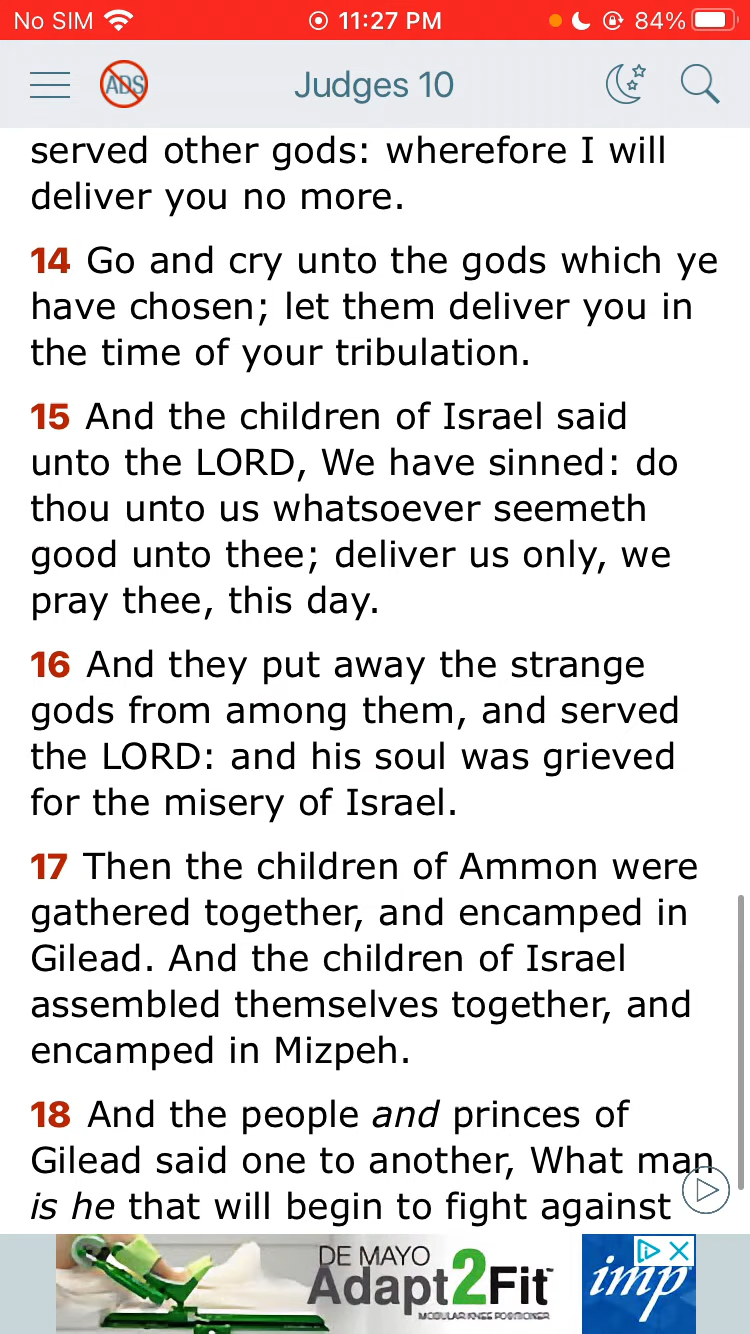 No SIM 11:27 PM 84%
ADS Judges 10
served other gods: wherefore I will
deliver you no more.
14 Go and cry unto the gods which ye
have chosen; let them deliver you in
the time of your tribulation.
15 And the children of Israel said
unto the LORD, We have sinned: do
thou unto us whatsoever seemeth
good unto thee; deliver us only, we
pray thee, this day.
16 And they put away the strange
gods from among them, and served
the LORD: and his soul was grieved
for the misery of Israel.
17 Then the children of Ammon were
gathered together, and encamped in
Gilead. And the children of Israel
assembled themselves together, and
encamped in Mizpeh.
18 And the people and princes of
Gilead said one to another, What man
is he that will begin to fight against
DE MAYO
Adapt2Fit™
MODULAR KNEE POSITIONER
imp